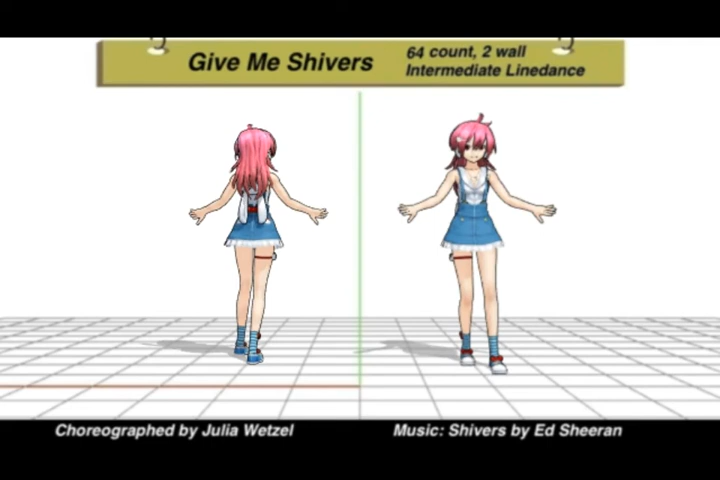 Give Me Shivers
64 count, 2 wall
Intermediate Linedance
Choreographed by Julia Wetzel
Music: Shivers by Ed Sheeran